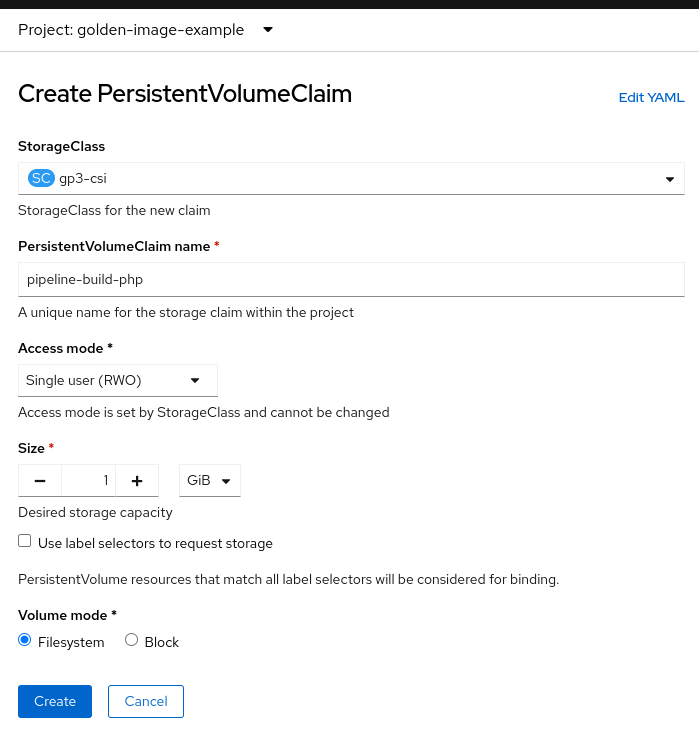 Project: golden-image-example
Create PersistentVolumeClaim
Edit YAML
StorageClass
SC gp3-csi
StorageClass for the new claim
PersistentVolumeClaim name *
pipeline-build-php
A unique name for the storage claim within the project
Access mode *
Single user (RWO)
Access mode is set by StorageClass and cannot be changed
Size *
1 GiB
Desired storage capacity
Use label selectors to request storage
PersistentVolume resources that match all label selectors will be considered for binding.
Volume mode *
Filesystem Block
Create Cancel